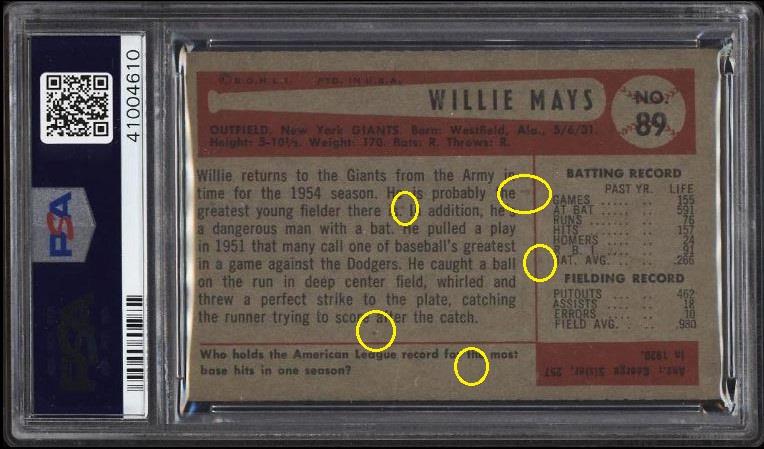 41004610
PSA
© B.G.H.L.I. PTD. IN U.S.A.
WILLIE MAYS
NO.
89
OUTFIELD, New York GIANTS. Born: Westfield, Ala., 5/6/31.
Height: 5-10½. Weight: 170. Bats: R. Throws: R.
Willie returns to the Giants from the Army in
time for the 1954 season. He is probably the
greatest young fielder there is. In addition, he's
a dangerous man with a bat. He pulled a play
in 1951 that many call one of baseball's greatest
in a game against the Dodgers. He caught a ball
on the run in deep center field, whirled and
threw a perfect strike to the plate, catching
the runner trying to score after the catch.
Who holds the American League record for the most
base hits in one season?
BATTING RECORD
PAST YR. LIFE
GAMES ..... .. 155
AT BAT ..... .. 591
RUNS ..... .. 76
HITS ..... .. 157
HOMERS .... .. 24
R. B. I. .... .. 91
BAT. AVG. ... .. .266
FIELDING RECORD
PUTOUTS .... .. 462
ASSISTS .... .. 18
ERRORS .... .. 10
FIELD AVG. . .. .980
Ans.: George Sisler, 257
in 1920.